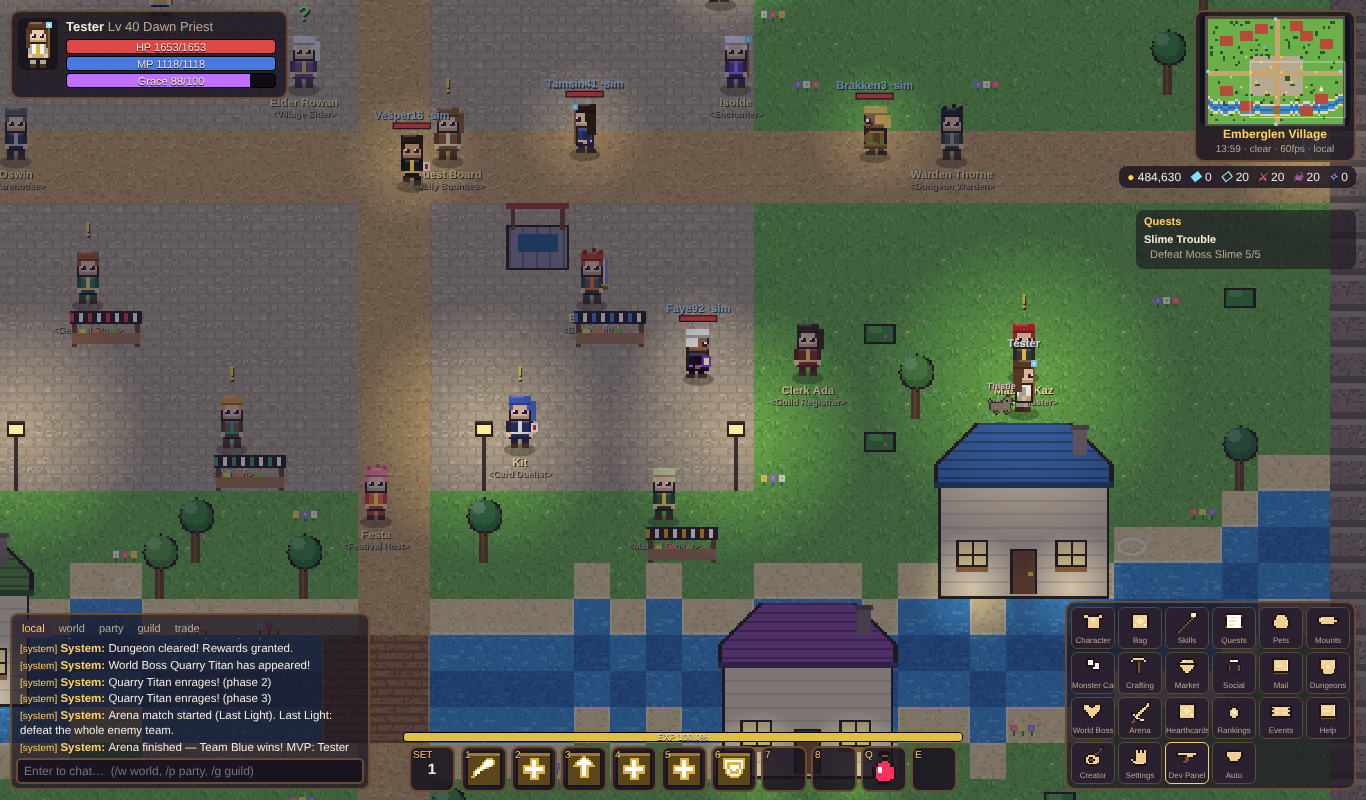 Tester Lv 40 Dawn Priest
HP 1653/1653
MP 1118/1118
Grace 88/100
?
Elder Rowan
<Village Elder>
Oswin
!
Vesper16 ·sim
Tamsin41 ·sim
Isolde
<Enchanter>
Brakken3 ·sim
Warden Thorne
<Dungeon Warden>
<Daily Bounties>
Emberglen Village
13:59 · clear · 60fps · local
484,630 0 20 20 20 0
Quests
Slime Trouble
Defeat Moss Slime 5/5
!
!
!
!
Faye92 ·sim
Clerk Ada
<Guild Registrar>
Tester
Thistle
Kaz
Kit
<Card Duelist>
Festa
<Festival Host>
local world party guild trade
[system] System: Dungeon cleared! Rewards granted.
[system] System: World Boss Quarry Titan has appeared!
[system] System: Quarry Titan enrages! (phase 2)
[system] System: Quarry Titan enrages! (phase 3)
[system] System: Arena match started (Last Light). Last Light:
defeat the whole enemy team.
[system] System: Arena finished — Team Blue wins! MVP: Tester
Enter to chat… (/w world, /p party, /g guild)
EXP 100.0%
SET
1
1 2 3 4 5 6 7 8 Q E
Character Bag Skills Quests Pets Mounts
Monster Ca Crafting Market Social Mail Dungeons
World Boss Arena Hearthcards Rankings Events Help
Creator Settings Dev Panel Auto